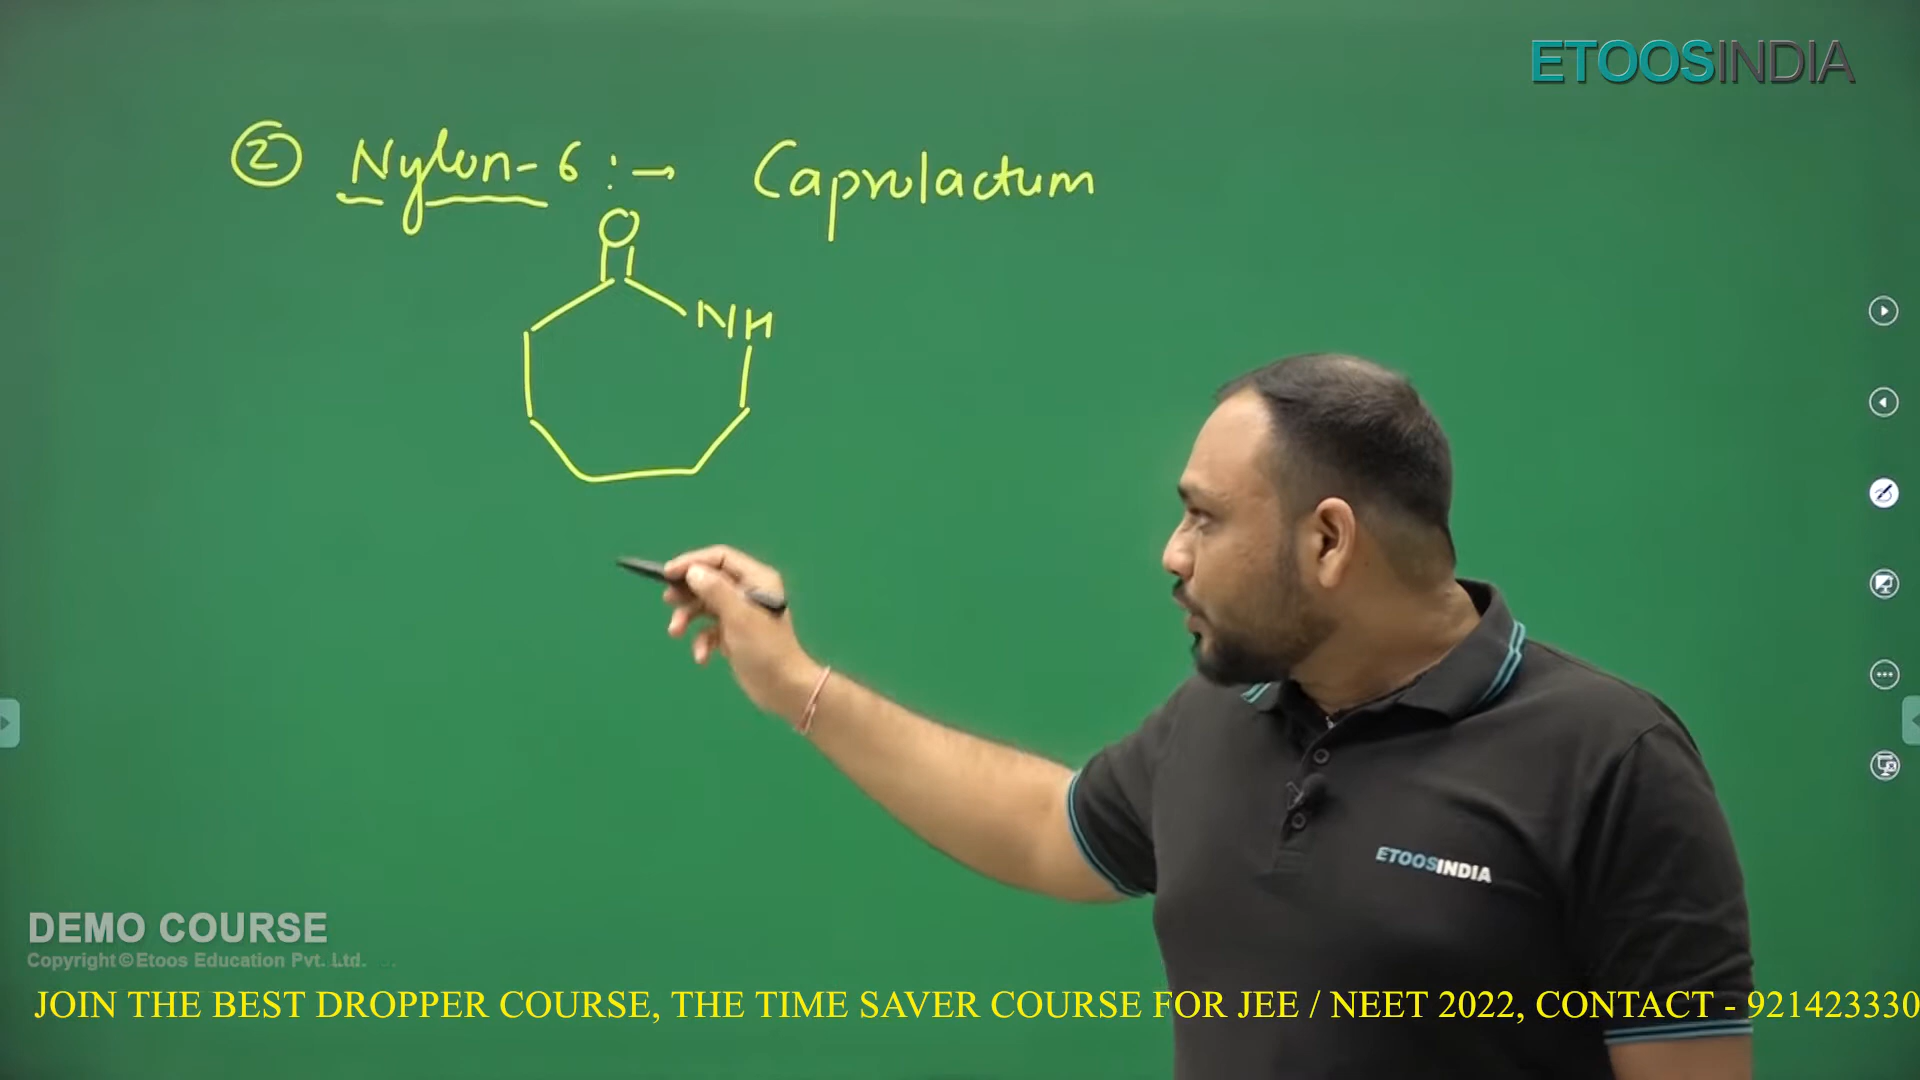 ETOOSINDIA
② Nylon-6 :→ Caprolactum
O
NH
ETOOSINDIA
DEMO COURSE
Copyright © Etoos Education Pvt. Ltd.
JOIN THE BEST DROPPER COURSE, THE TIME SAVER COURSE FOR JEE / NEET 2022, CONTACT - 921423330